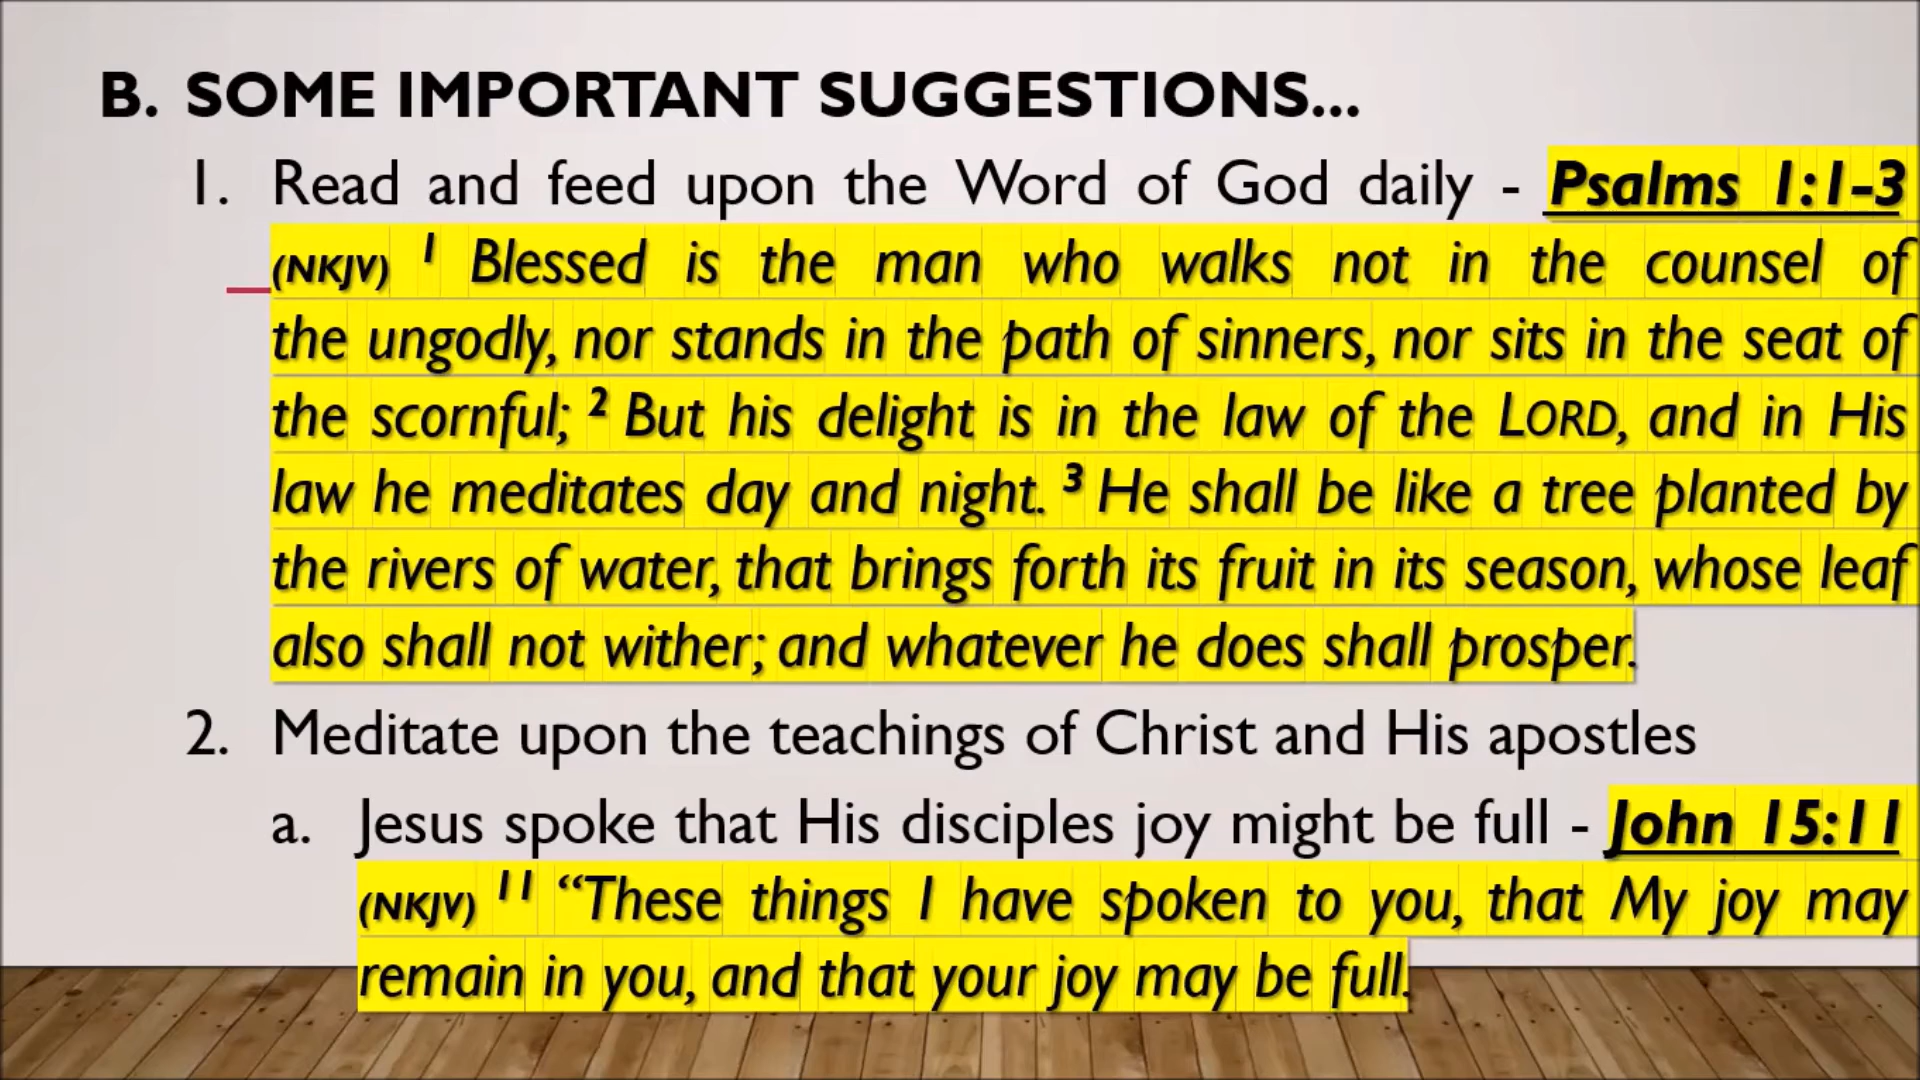 B. SOME IMPORTANT SUGGESTIONS...
1. Read and feed upon the Word of God daily - Psalms 1:1-3
(NKJV) 1 Blessed is the man who walks not in the counsel of
the ungodly, nor stands in the path of sinners, nor sits in the seat of
the scornful; 2 But his delight is in the law of the LORD, and in His
law he meditates day and night. 3 He shall be like a tree planted by
the rivers of water, that brings forth its fruit in its season, whose leaf
also shall not wither; and whatever he does shall prosper.
2. Meditate upon the teachings of Christ and His apostles
a. Jesus spoke that His disciples joy might be full - John 15:11
(NKJV) 11 “These things I have spoken to you, that My joy may
remain in you, and that your joy may be full.